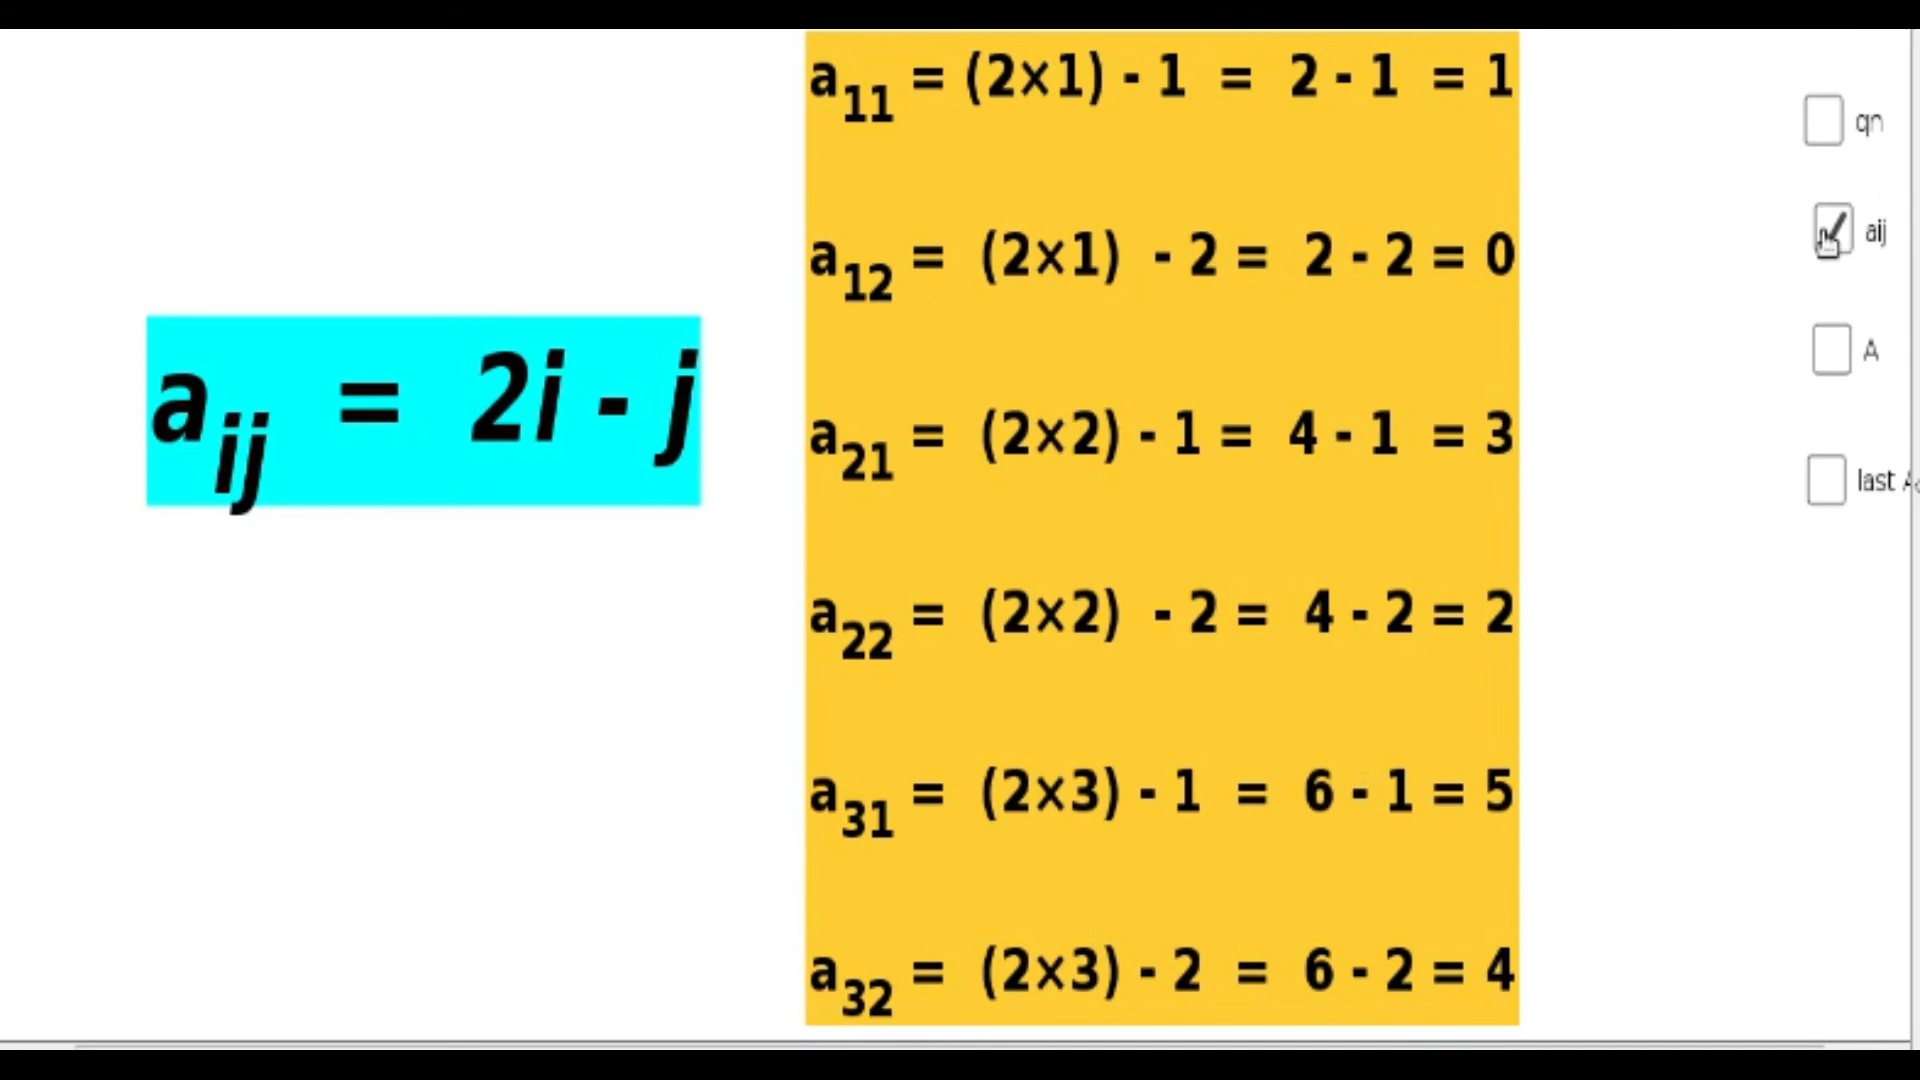 a11 = (2×1) - 1 = 2 - 1 = 1
a12 = (2×1) - 2 = 2 - 2 = 0
aij = 2i - j
a21 = (2×2) - 1 = 4 - 1 = 3
a22 = (2×2) - 2 = 4 - 2 = 2
a31 = (2×3) - 1 = 6 - 1 = 5
a32 = (2×3) - 2 = 6 - 2 = 4
qn
aij
A
last